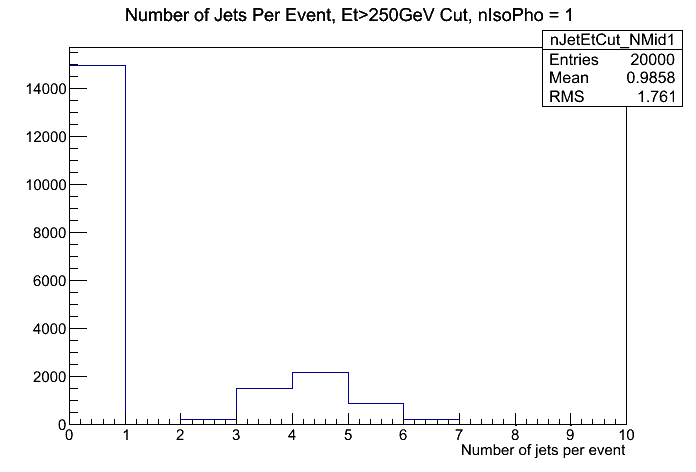 Number of Jets Per Event, Et>250GeV Cut, nIsoPho = 1
nJetEtCut_NMid1
Entries 20000
Mean 0.9858
RMS 1.761
14000
12000
10000
8000
6000
4000
2000
0
0 1 2 3 4 5 6 7 8 9 10
Number of jets per event